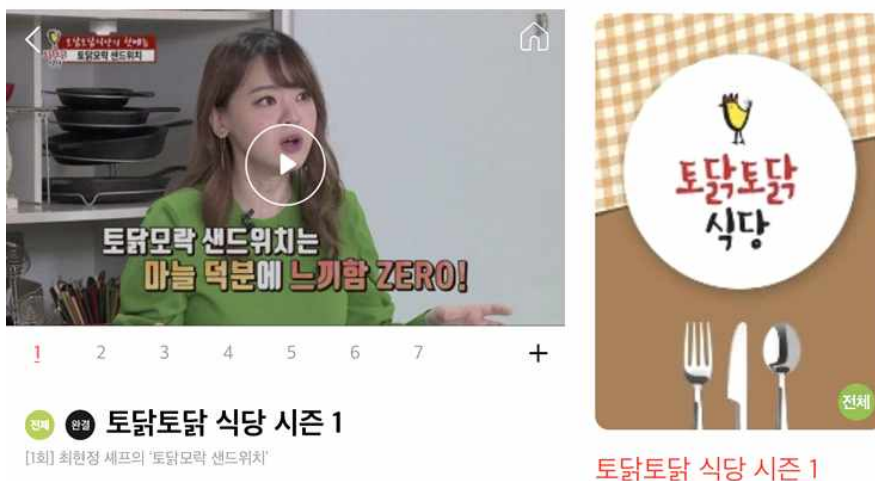 토닭토닭식당의 첫메뉴
토닭모락 샌드위치
토닭모락 샌드위치는
마늘 덕분에 느끼함 ZERO!
1 2 3 4 5 6 7 +
전체 완결 토닭토닭 식당 시즌 1
[1회] 최현정 셰프의 '토닭모락 샌드위치'
토닭토닭
식당
전체
토닭토닭 식당 시즌 1